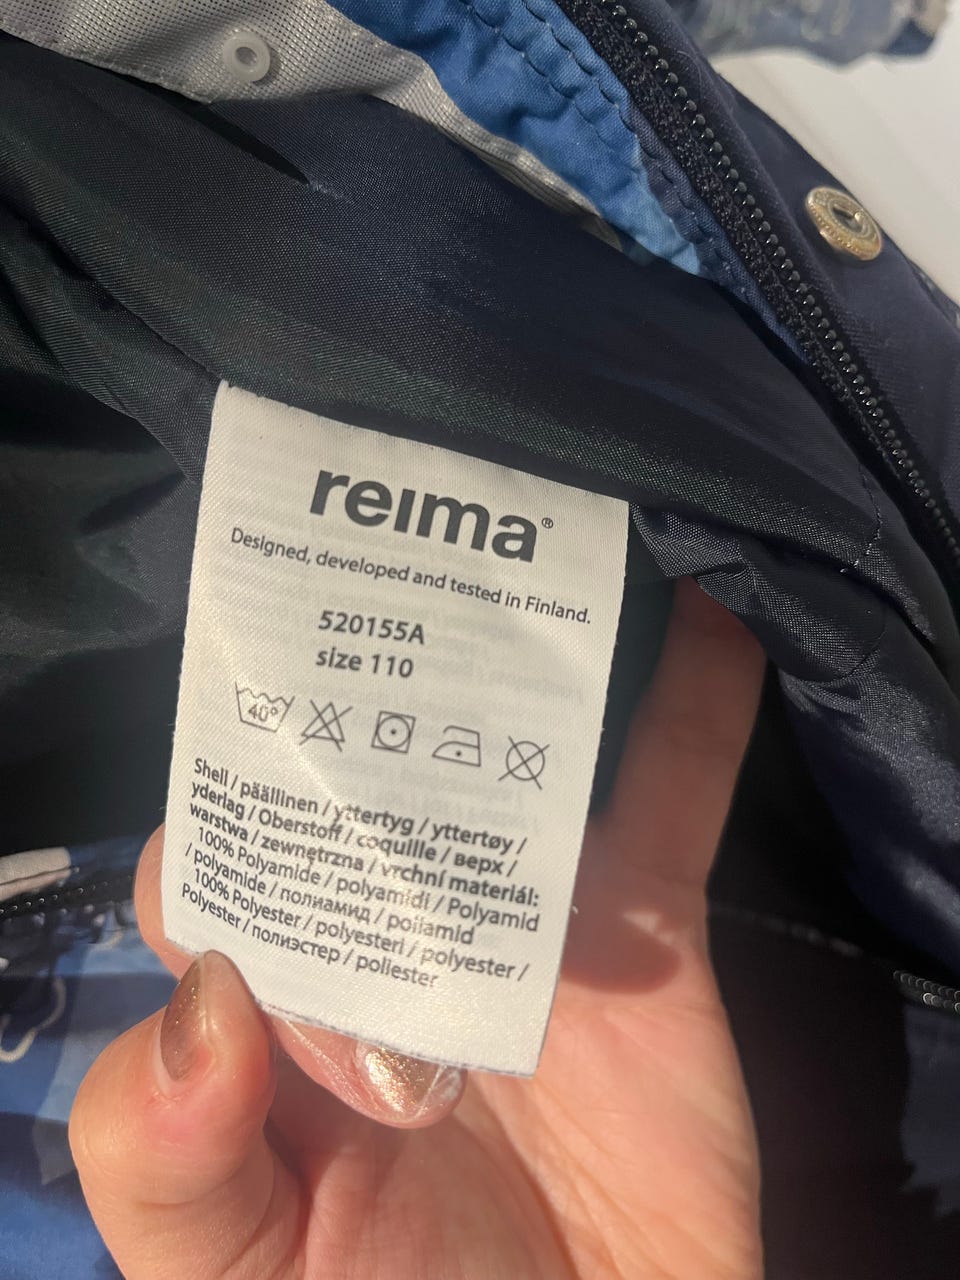 reima®
Designed, developed and tested in Finland.
520155A
size 110
40°
Shell / päällinen / yttertyg / yttertøy /
yderlag / Oberstoff / coquille / верх /
warstwa / zewnętrzna / vrchní materiál:
100% Polyamide / polyamidi / Polyamid
/ polyamide / полиамид / poliamid
100% Polyester / polyesteri / polyester /
Polyester / полиэстер / poliester